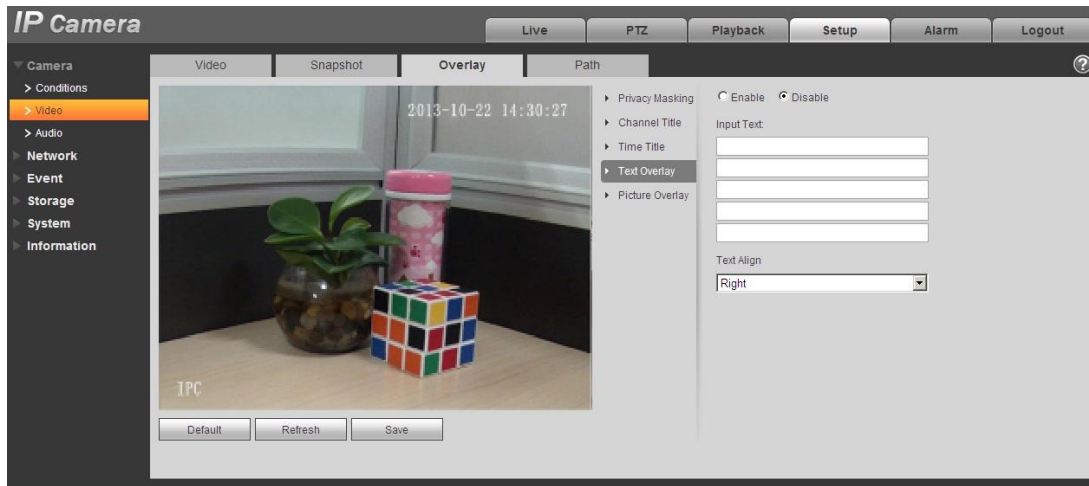 IP Camera
Live
PTZ
Playback
Setup
Alarm
Logout
Camera
> Conditions
> Video
> Audio
Network
Event
Storage
System
Information
Video
Snapshot
Overlay
Path
?
2013-10-22 14:30:27
IPC
Default
Refresh
Save
Privacy Masking
Channel Title
Time Title
Text Overlay
Picture Overlay
Enable
Disable
Input Text:
Text Align
Right